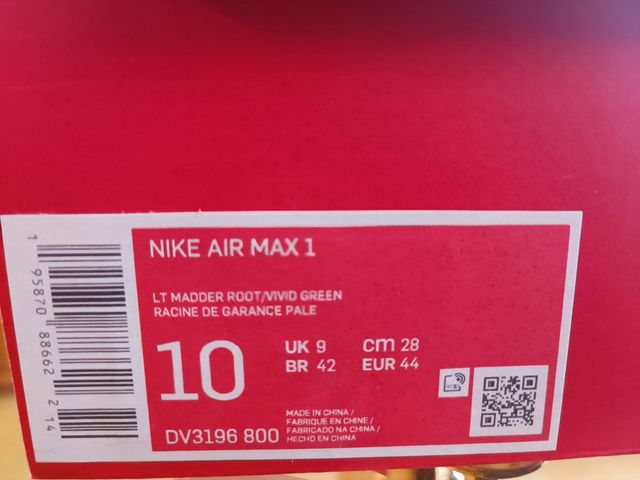 NIKE AIR MAX 1
LT MADDER ROOT/VIVID GREEN
RACINE DE GARANCE PALE
10
UK 9 cm 28
BR 42 EUR 44
DV3196 800
MADE IN CHINA /
FABRIQUE EN CHINE /
FABRICADO NA CHINA /
HECHO EN CHINA
1 95870 88662 2 14